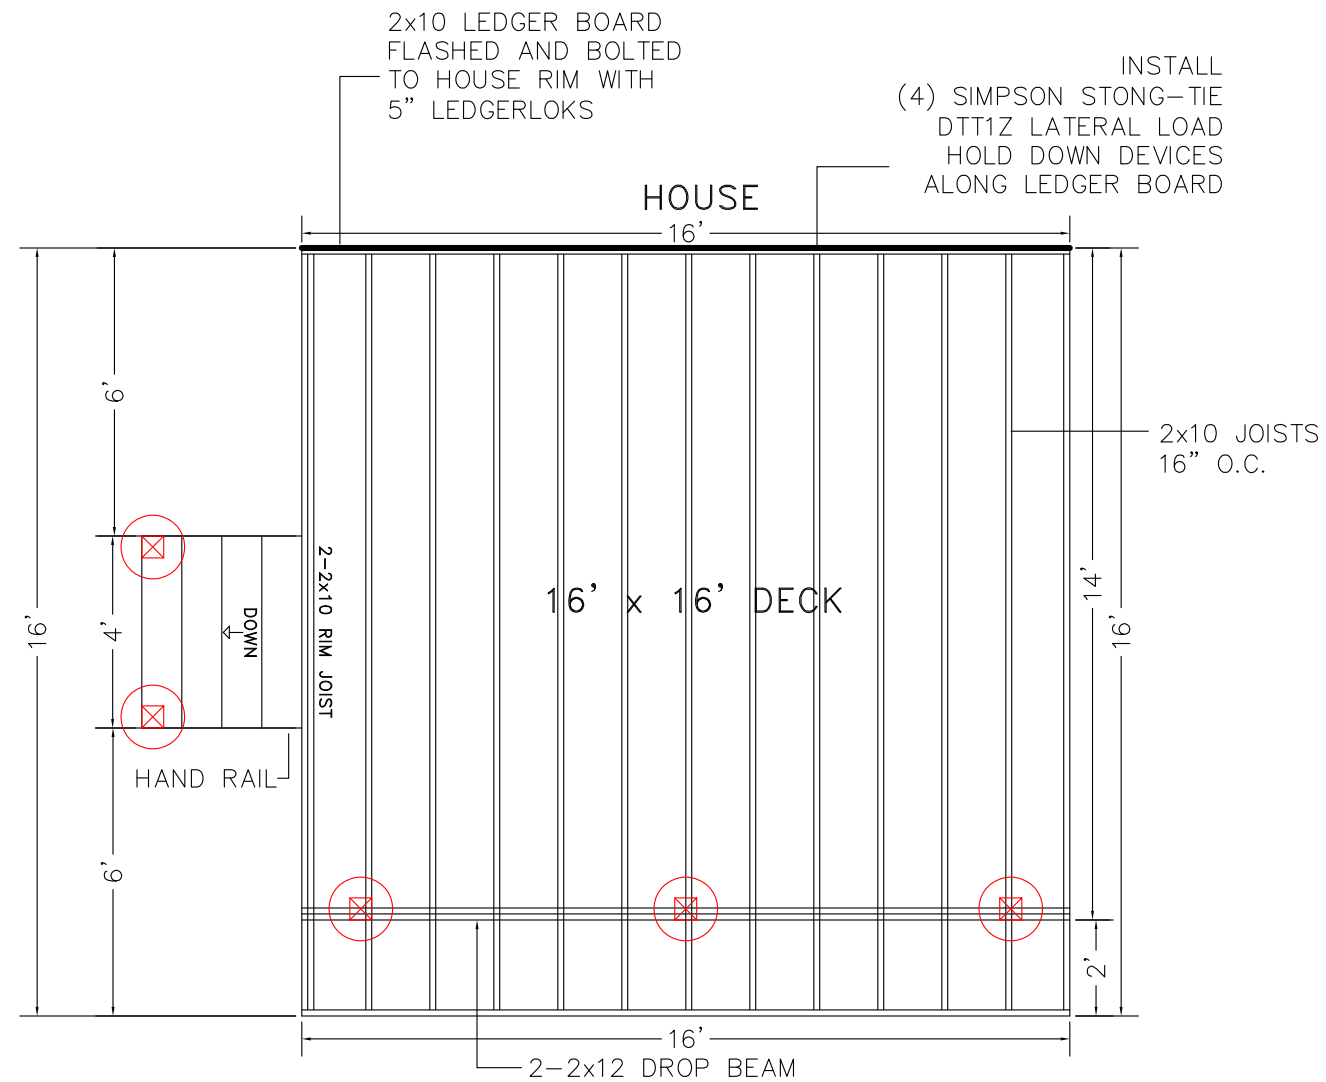 2x10 LEDGER BOARD
FLASHED AND BOLTED
TO HOUSE RIM WITH
5" LEDGERLOKS
INSTALL
(4) SIMPSON STONG-TIE
DTT1Z LATERAL LOAD
HOLD DOWN DEVICES
ALONG LEDGER BOARD
HOUSE
16'
6'
2x10 JOISTS
16" O.C.
16'
4'
DOWN
2-2x10 RIM JOIST
16' x 16' DECK
14'
16'
HAND RAIL
6'
2'
16'
2-2x12 DROP BEAM